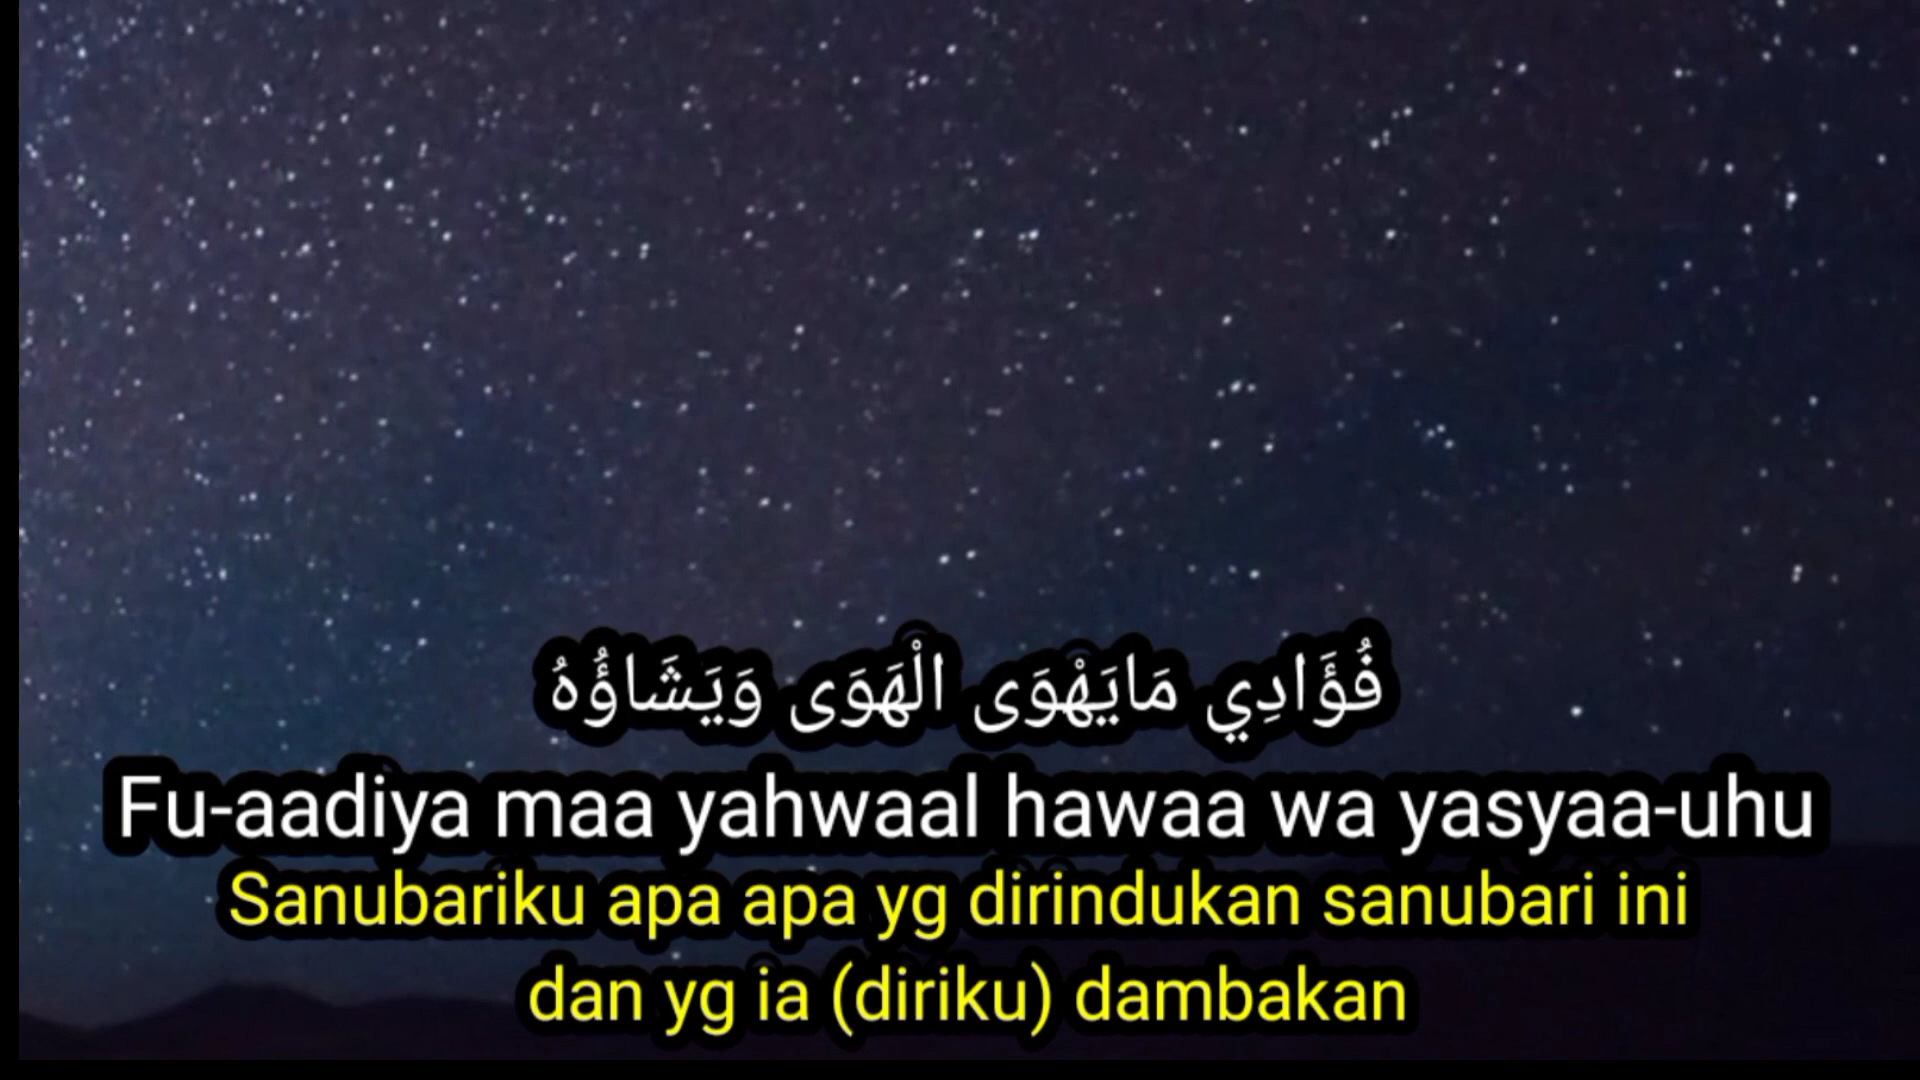 فُؤَادِي مَايَهْوَى الْهَوَى وَيَشَاؤُهُ
Fu-aadiya maa yahwaal hawaa wa yasyaa-uhu
Sanubariku apa apa yg dirindukan sanubari ini
dan yg ia (diriku) dambakan